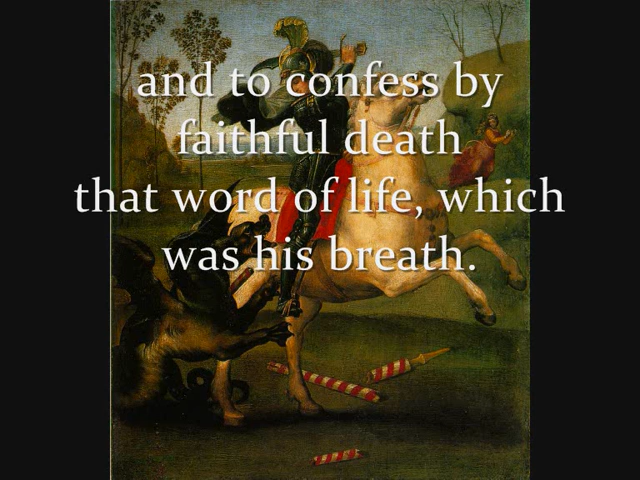 and to confess by
faithful death
that word of life, which
was his breath.